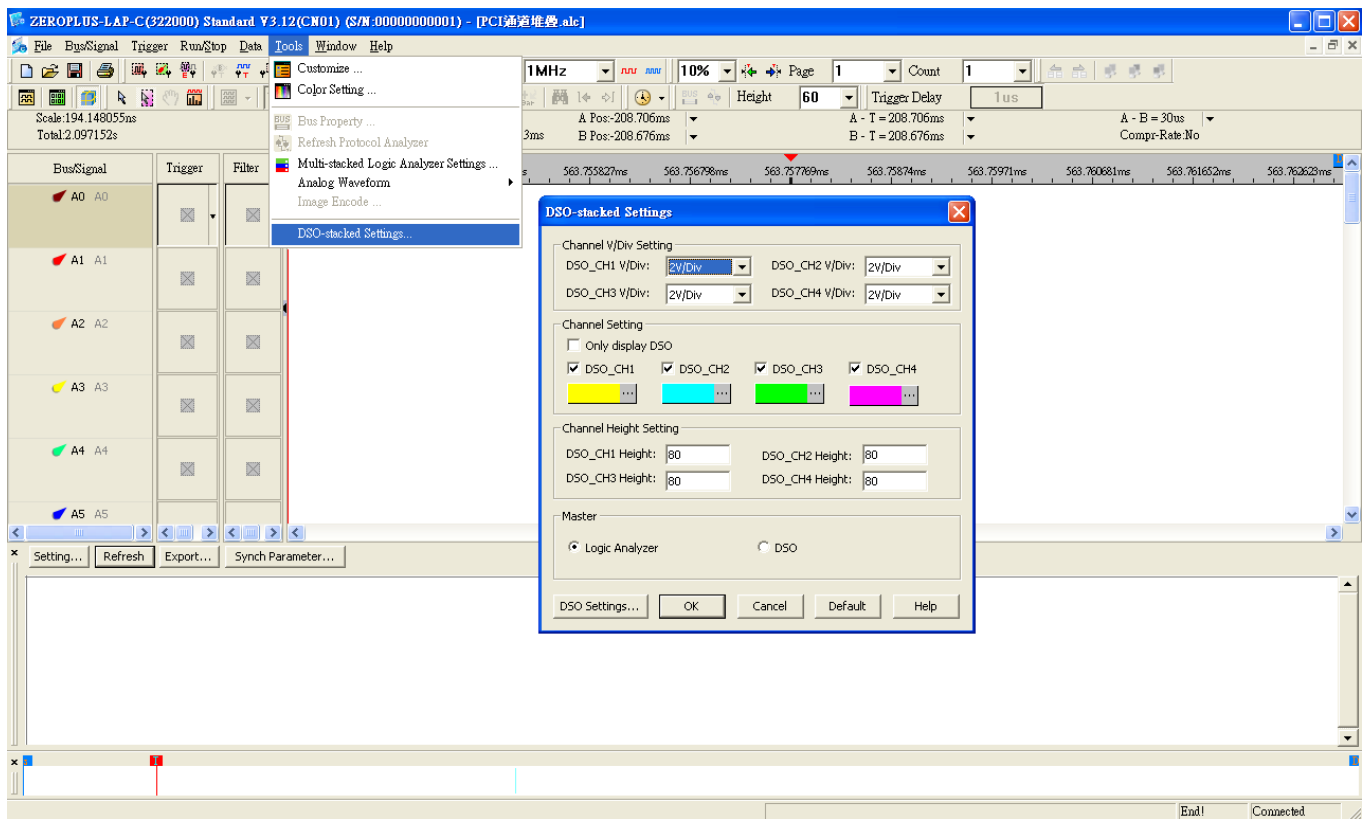 ZEROPLUS-LAP-C(322000) Standard V3.12(CN01) (S/N:00000000001) - [PCI通道堆疊.alc]
File Bus/Signal Trigger Run/Stop Data Tools Window Help
Customize ...
Color Setting ...
Bus Property ...
Refresh Protocol Analyzer
Multi-stacked Logic Analyzer Settings ...
Analog Waveform
Image Encode ...
DSO-stacked Settings...
1MHz 10% Page 1 Count 1
Height 60 Trigger Delay 1us
Scale:194.148055ns
Total:2.097152s
3ms
A Pos:-208.706ms
B Pos:-208.676ms
A - T = 208.706ms
B - T = 208.676ms
A - B = 30us
Compr-Rate:No
Bus/Signal Trigger Filter
563.755827ms 563.756798ms 563.757769ms 563.75874ms 563.75971ms 563.760681ms 563.761652ms 563.762623ms
A0 A0
A1 A1
A2 A2
A3 A3
A4 A4
A5 A5
DSO-stacked Settings
Channel V/Div Setting
DSO_CH1 V/Div: 2V/Div DSO_CH2 V/Div: 2V/Div
DSO_CH3 V/Div: 2V/Div DSO_CH4 V/Div: 2V/Div
Channel Setting
Only display DSO
DSO_CH1 DSO_CH2 DSO_CH3 DSO_CH4
... ... ... ...
Channel Height Setting
DSO_CH1 Height: 80 DSO_CH2 Height: 80
DSO_CH3 Height: 80 DSO_CH4 Height: 80
Master
Logic Analyzer DSO
DSO Settings... OK Cancel Default Help
Setting... Refresh Export... Synch Parameter...
T
End! Connected